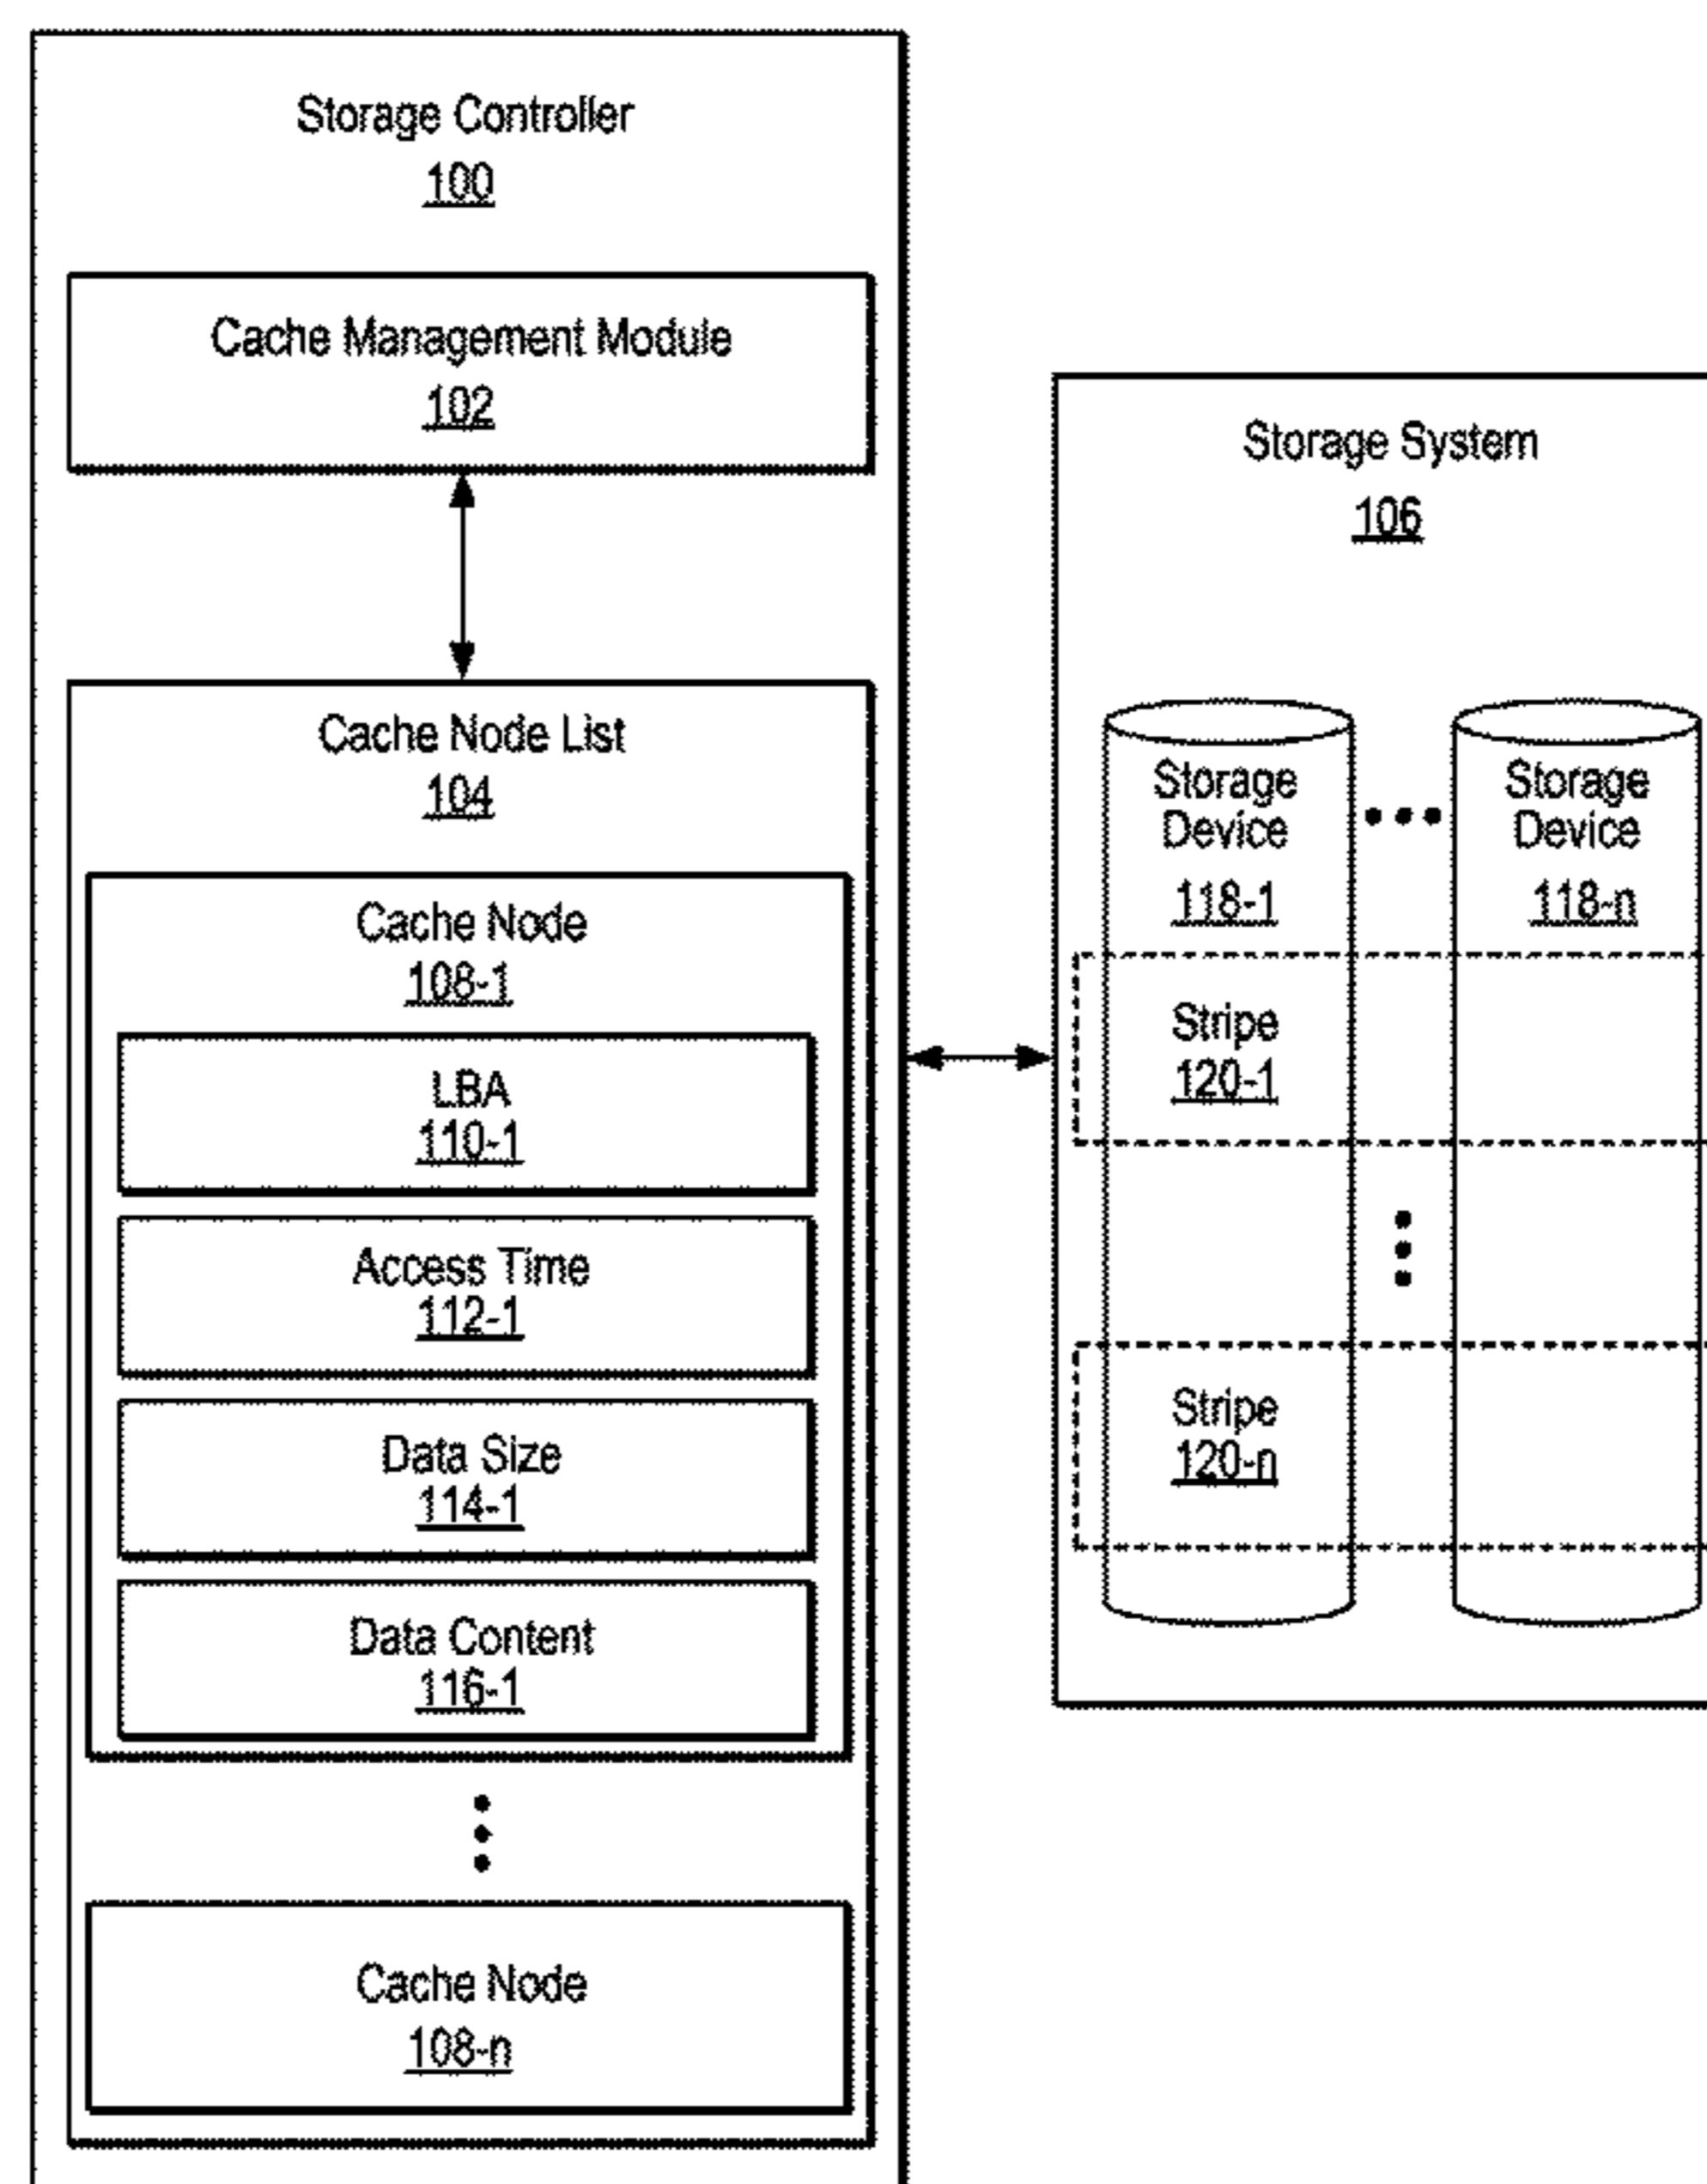 Storage Controller
100
Cache Management Module
102
Cache Node List
104
Cache Node
108-1
LBA
110-1
Access Time
112-1
Data Size
114-1
Data Content
116-1
Cache Node
108-n
Storage System
106
Storage
Device
118-1
Storage
Device
118-n
Stripe
120-1
Stripe
120-n